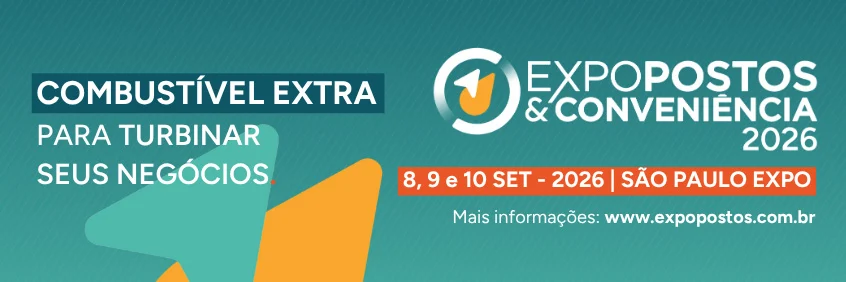 COMBUSTÍVEL EXTRA
PARA TURBINAR
SEUS NEGÓCIOS.
EXPOPOSTOS
& CONVENIÊNCIA
2026
8, 9 e 10 SET - 2026 | SÃO PAULO EXPO
Mais informações: www.expopostos.com.br